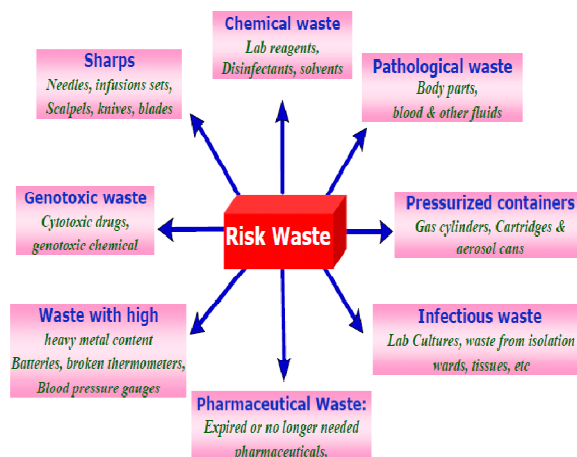 Chemical waste
Lab reagents,
Disinfectants, solvents
Sharps
Needles, infusions sets,
Scalpels, knives, blades
Pathological waste
Body parts,
blood & other fluids
Genotoxic waste
Cytotoxic drugs,
genotoxic chemical
Risk Waste
Pressurized containers
Gas cylinders, Cartridges &
aerosol cans
Waste with high
heavy metal content
Batteries, broken thermometers,
Blood pressure gauges
Infectious waste
Lab Cultures, waste from isolation
wards, tissues, etc
Pharmaceutical Waste:
Expired or no longer needed
pharmaceuticals.